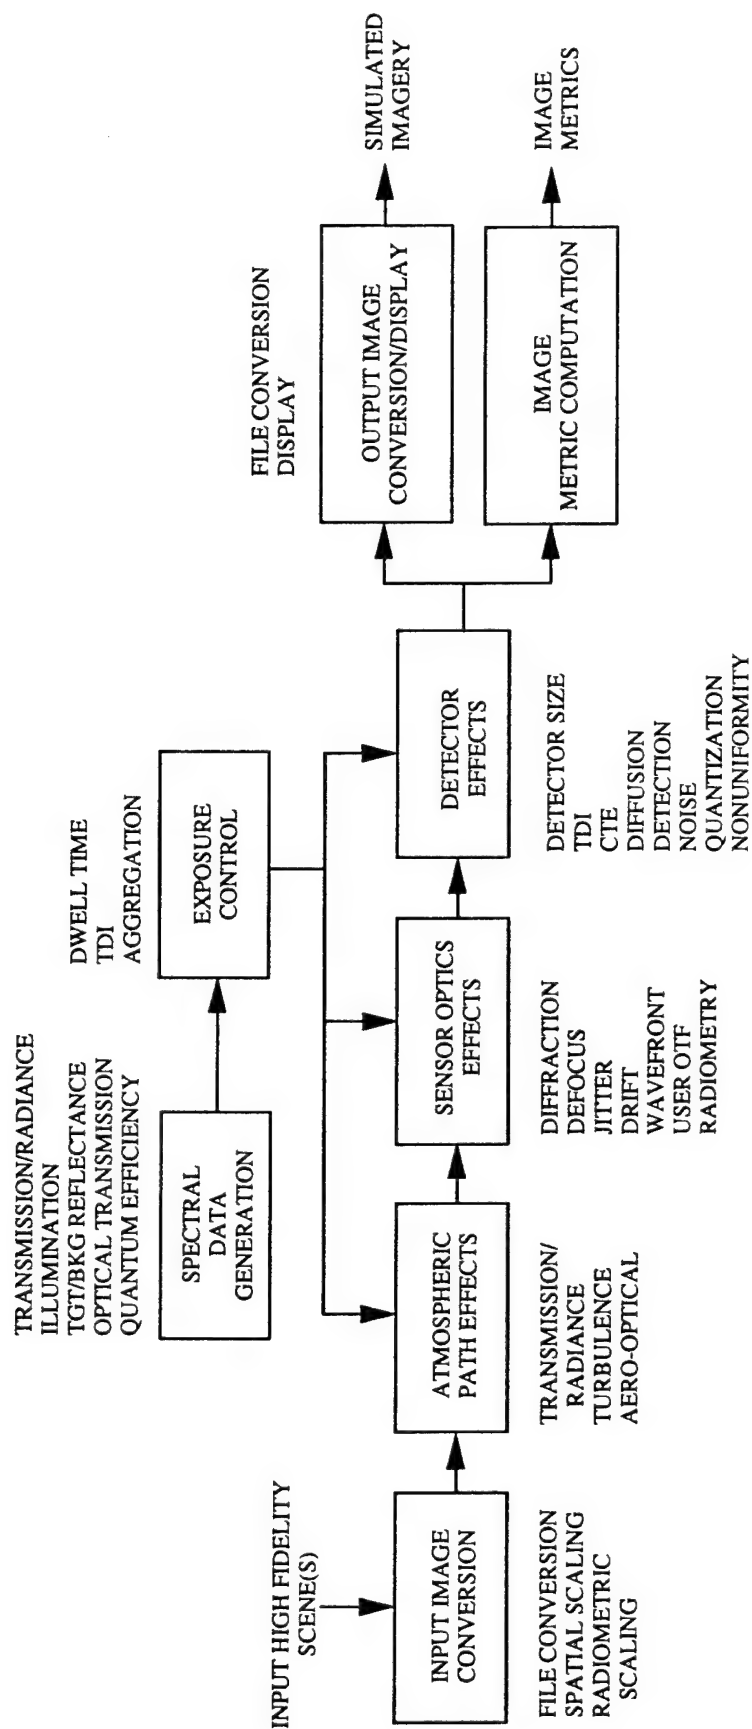 TRANSMISSION/RADIANCE
ILLUMINATION
TGT/BKG REFLECTANCE
OPTICAL TRANSMISSION
QUANTUM EFFICIENCY
SPECTRAL
DATA
GENERATION
DWELL TIME
TDI
AGGREGATION
EXPOSURE
CONTROL
INPUT HIGH FIDELITY
SCENE(S)
INPUT IMAGE
CONVERSION
FILE CONVERSION
SPATIAL SCALING
RADIOMETRIC
SCALING
ATMOSPHERIC
PATH EFFECTS
TRANSMISSION/
RADIANCE
TURBULENCE
AERO-OPTICAL
SENSOR OPTICS
EFFECTS
DIFFRACTION
DEFOCUS
JITTER
DRIFT
WAVEFRONT
USER OTF
RADIOMETRY
DETECTOR
EFFECTS
DETECTOR SIZE
TDI
CTE
DIFFUSION
DETECTION
NOISE
QUANTIZATION
NONUNIFORMITY
FILE CONVERSION
DISPLAY
OUTPUT IMAGE
CONVERSION/DISPLAY
SIMULATED
IMAGERY
IMAGE
METRIC COMPUTATION
IMAGE
METRICS